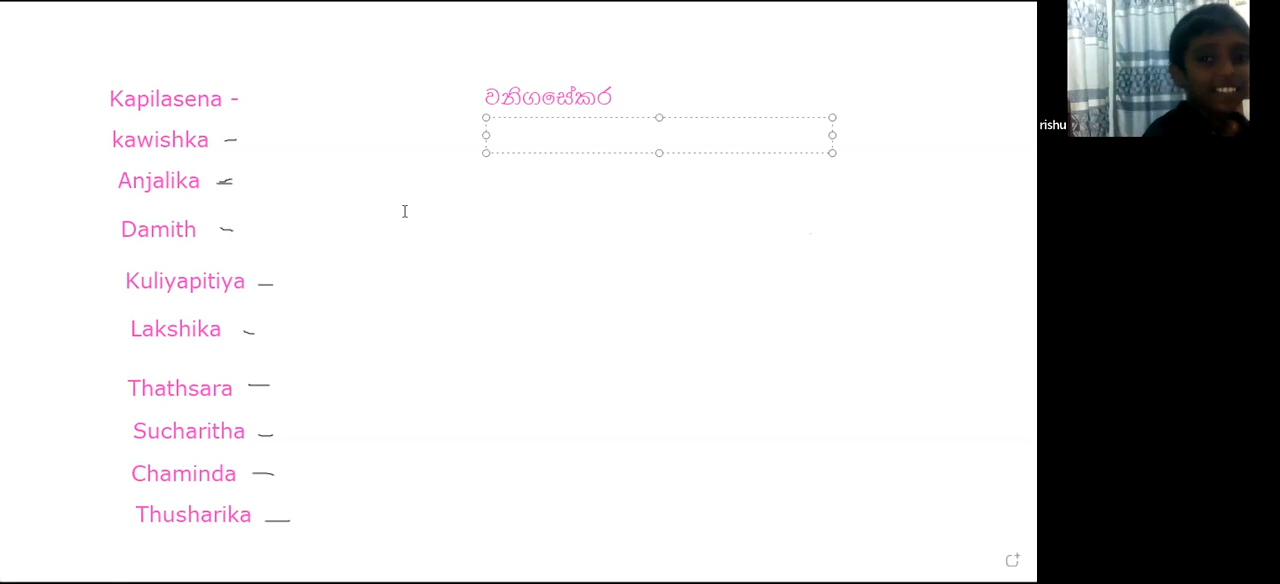 Kapilasena -
වනිගසේකර
kawishka -
Anjalika -
Damith -
Kuliyapitiya -
Lakshika -
Thathsara -
Sucharitha -
Chaminda -
Thusharika -
rishu